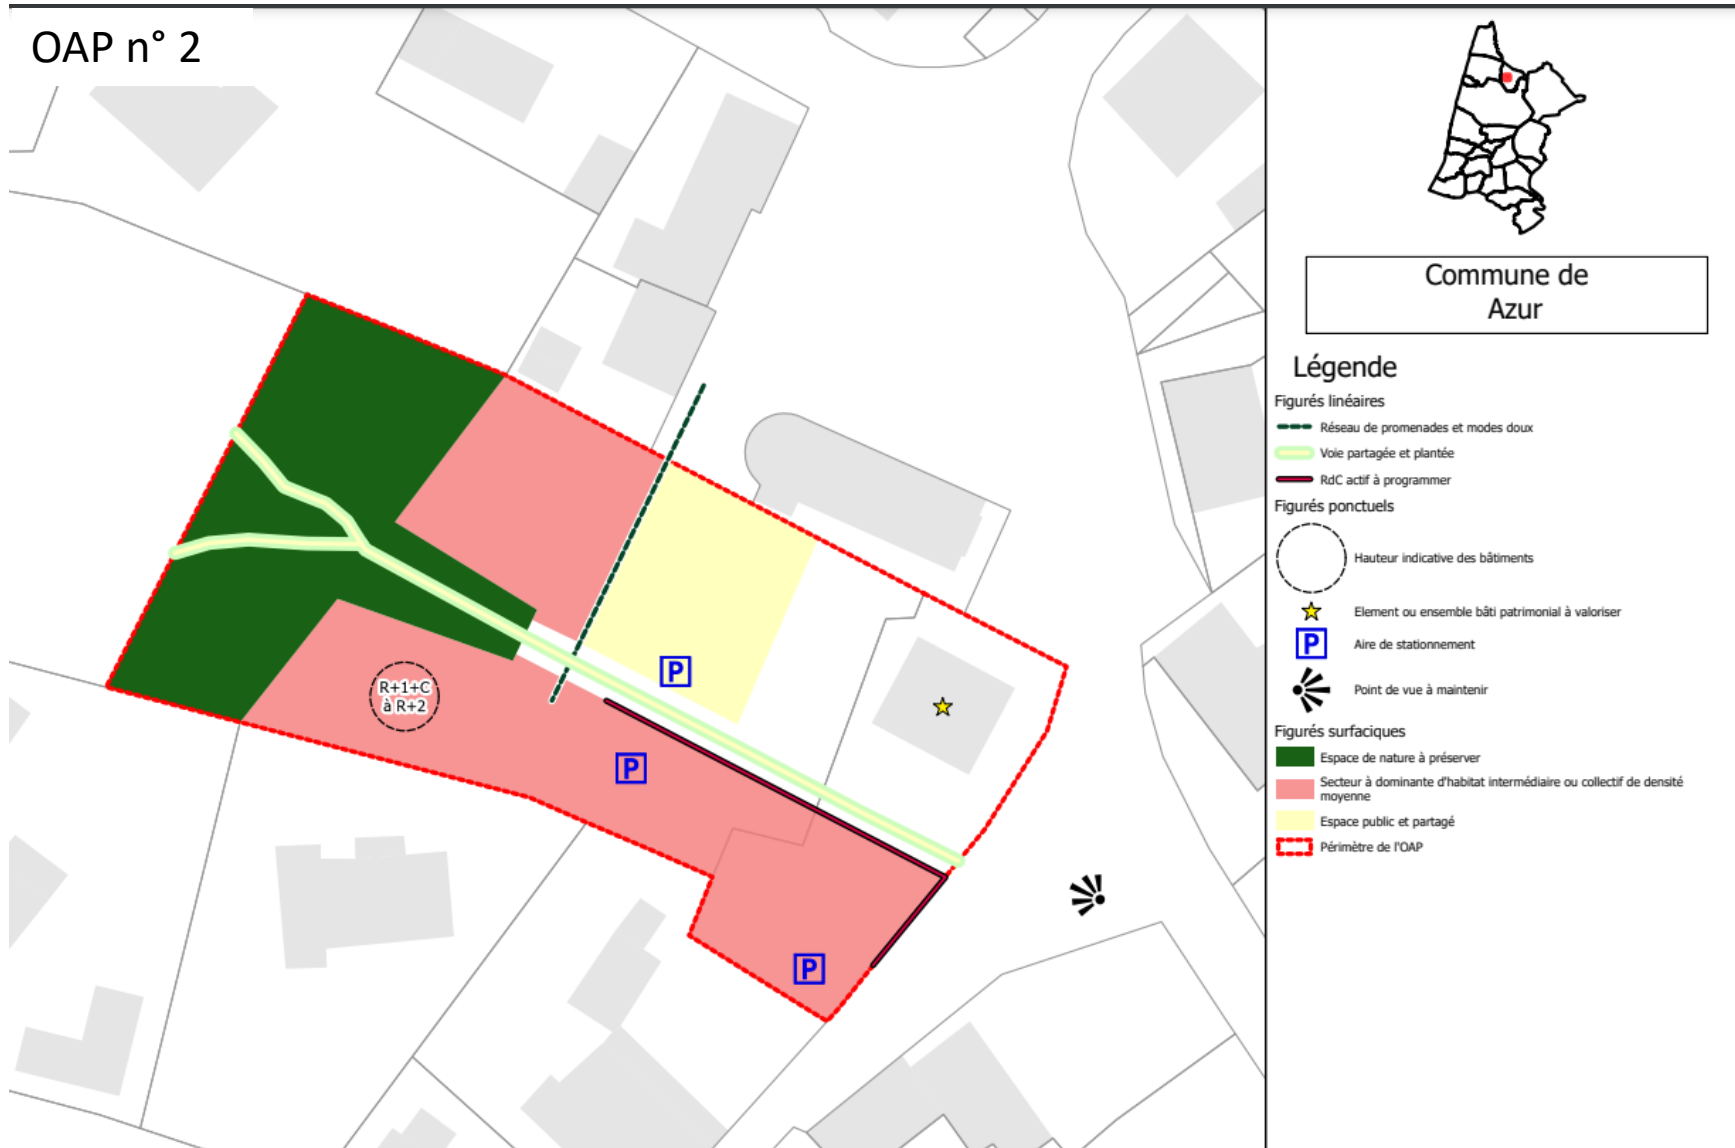 OAP n° 2
R+1+C
à R+2
P
P
P
Commune de
Azur
Légende
Figurés linéaires
Réseau de promenades et modes doux
Voie partagée et plantée
RdC actif à programmer
Figurés ponctuels
Hauteur indicative des bâtiments
Element ou ensemble bâti patrimonial à valoriser
P Aire de stationnement
Point de vue à maintenir
Figurés surfaciques
Espace de nature à préserver
Secteur à dominante d'habitat intermédiaire ou collectif de densité
moyenne
Espace public et partagé
Périmètre de l'OAP